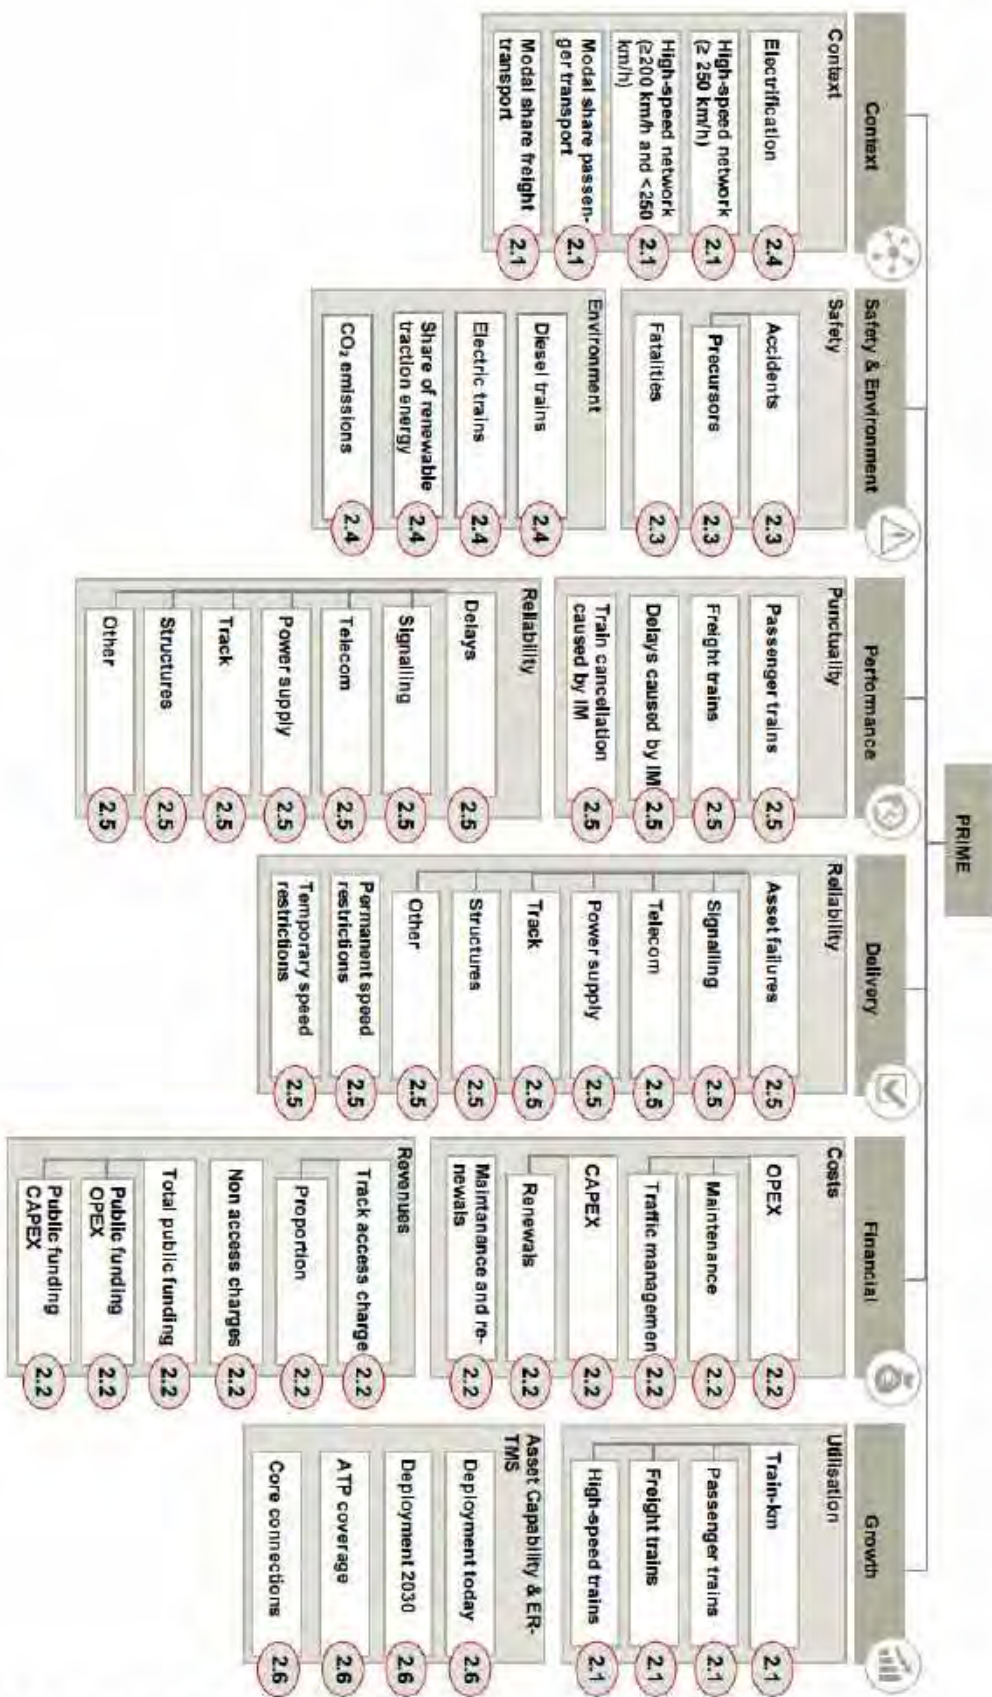 PRIME
Context
Context
Electrification
2.4
High-speed network
(≥ 250 km/h)
2.1
High-speed network
(≥200 km/h and <250
km/h)
2.1
Modal share passen-
ger transport
2.1
Modal share freight
transport
2.1
Safety & Environment
Safety
Accidents
2.3
Precursors
2.3
Fatalities
2.3
Environment
Diesel trains
2.4
Electric trains
2.4
Share of renewable
traction energy
2.4
CO₂ emissions
2.4
Performance
Punctuality
Passenger trains
2.5
Freight trains
2.5
Delays caused by IM
2.5
Train cancellation
caused by IM
2.5
Reliability
Delays
2.5
Signalling
2.5
Telecom
2.5
Power supply
2.5
Track
2.5
Structures
2.5
Other
2.5
Delivery
Reliability
Asset failures
2.5
Signalling
2.5
Telecom
2.5
Power supply
2.5
Track
2.5
Structures
2.5
Other
2.5
Permanent speed
restrictions
2.5
Temporary speed
restrictions
2.5
Financial
Costs
OPEX
2.2
Maintenance
2.2
Traffic managemen
2.2
CAPEX
2.2
Renewals
2.2
Maintanance and re-
newals
2.2
Revenues
Track access charge
2.2
Proportion
2.2
Non access charges
2.2
Total public funding
2.2
Public funding
OPEX
2.2
Public funding
CAPEX
2.2
Growth
Utilisation
Train-km
2.1
Passenger trains
2.1
Freight trains
2.1
High-speed trains
2.1
Asset Capability & ER-
TMS
Deployment today
2.6
Deployment 2030
2.6
ATP coverage
2.6
Core connections
2.6